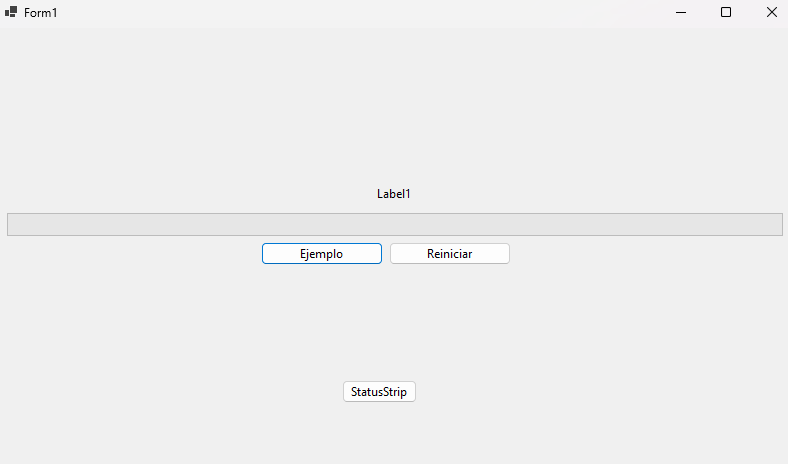 Form1
Label1
Ejemplo
Reiniciar
StatusStrip